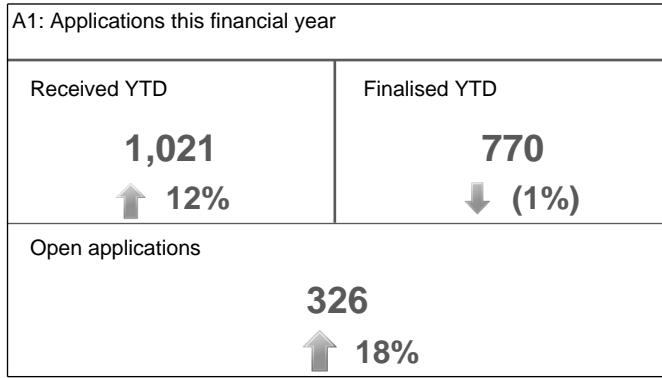 A1: Applications this financial year
Received YTD
1,021
12%
Finalised YTD
770
(1%)
Open applications
326
18%